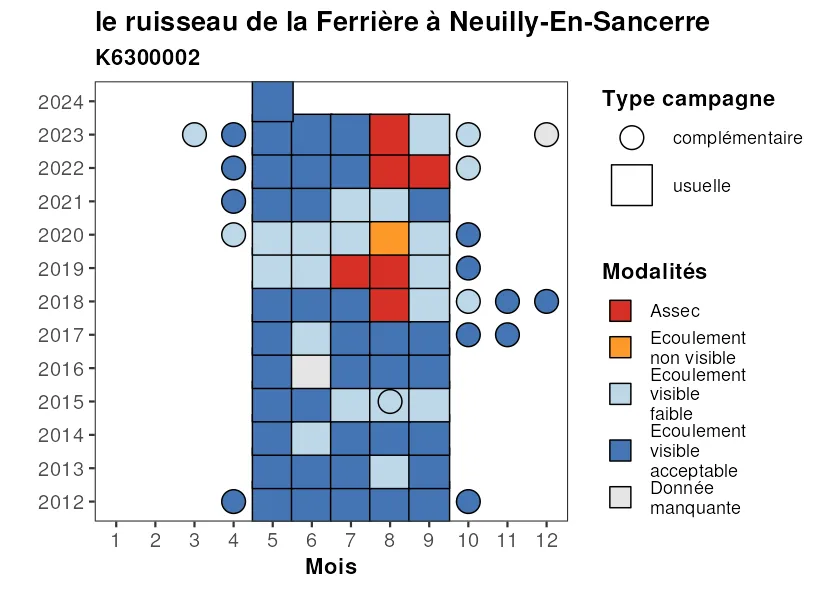 le ruisseau de la Ferrière à Neuilly-En-Sancerre
K6300002
2024
2023
2022
2021
2020
2019
2018
2017
2016
2015
2014
2013
2012
1 2 3 4 5 6 7 8 9 10 11 12
Mois
Type campagne
complémentaire
usuelle
Modalités
Assec
Ecoulement
non visible
Ecoulement
visible
faible
Ecoulement
visible
acceptable
Donnée
manquante